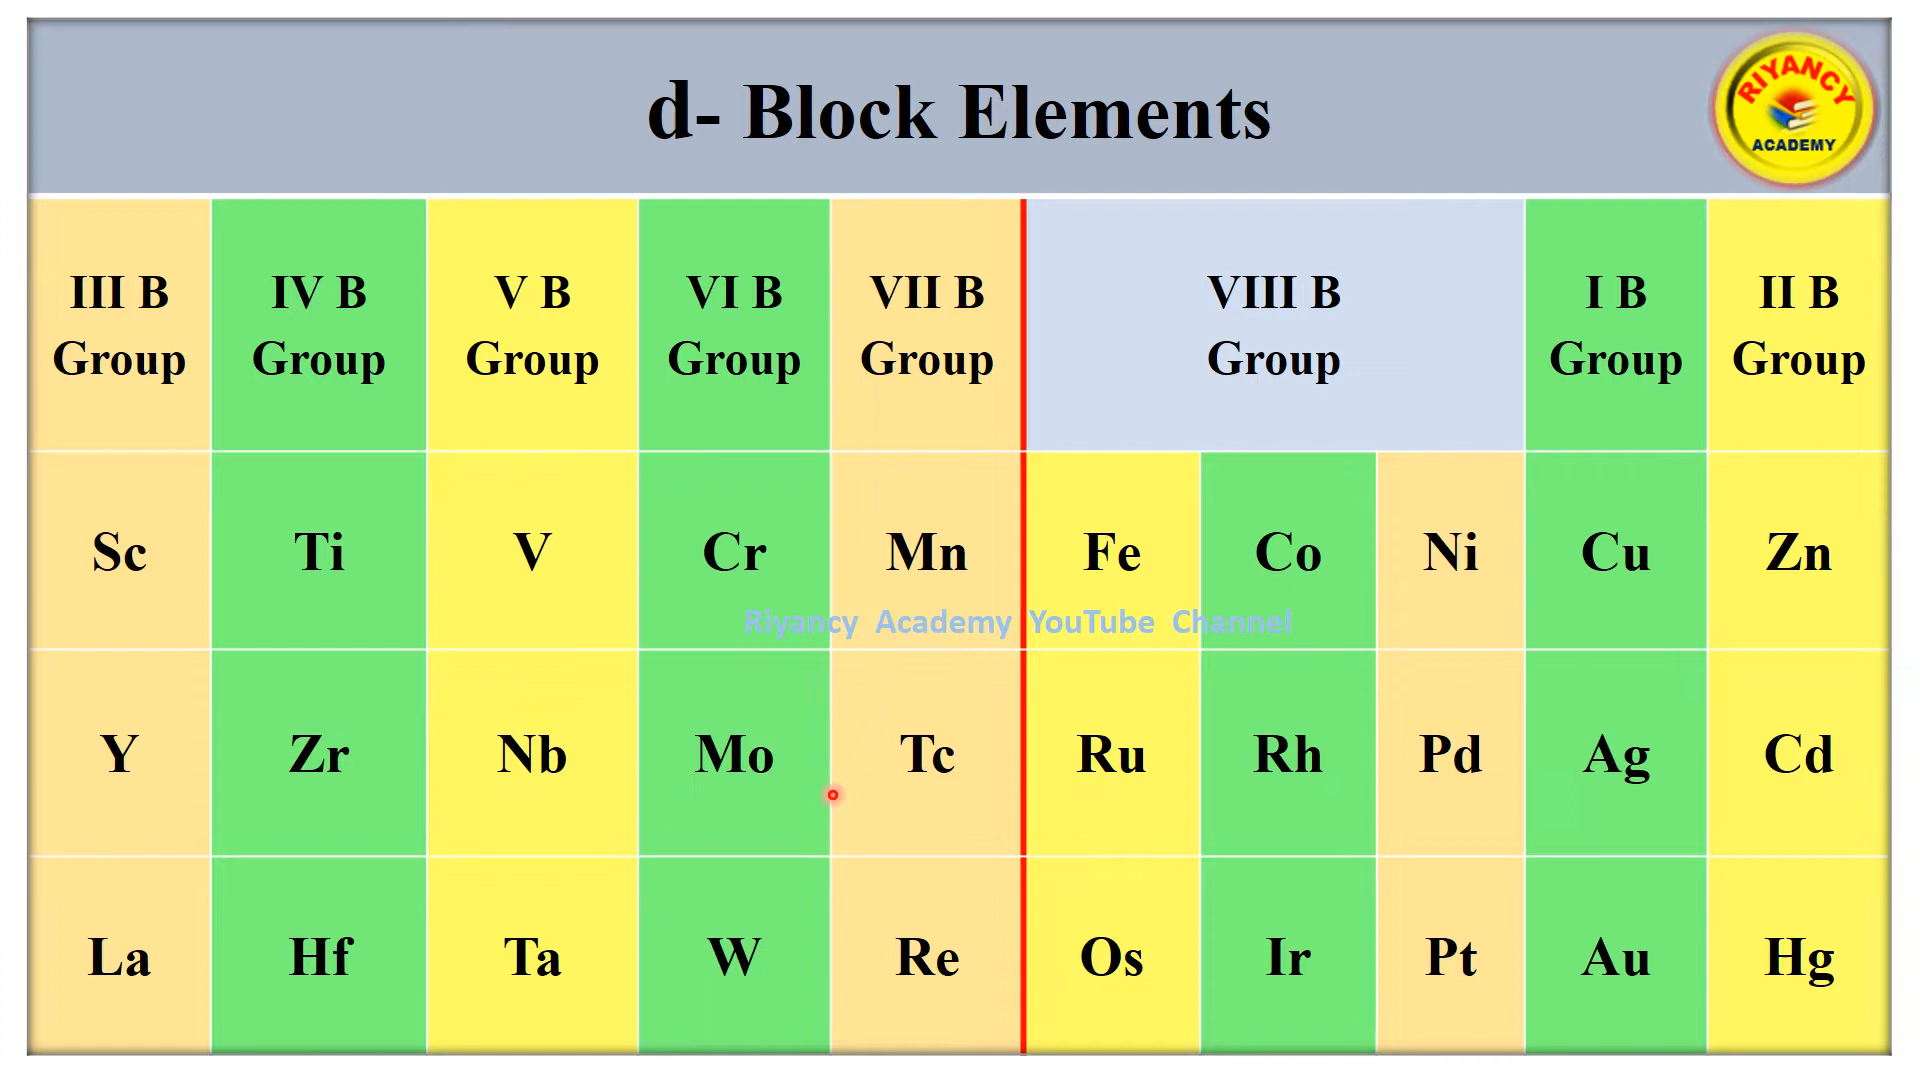 d- Block Elements
RIYANCY
ACADEMY
III B Group IV B Group V B Group VI B Group VII B Group VIII B Group I B Group II B Group
Sc Ti V Cr Mn Fe Co Ni Cu Zn
Riyancy Academy YouTube Channel
Y Zr Nb Mo Tc Ru Rh Pd Ag Cd
La Hf Ta W Re Os Ir Pt Au Hg